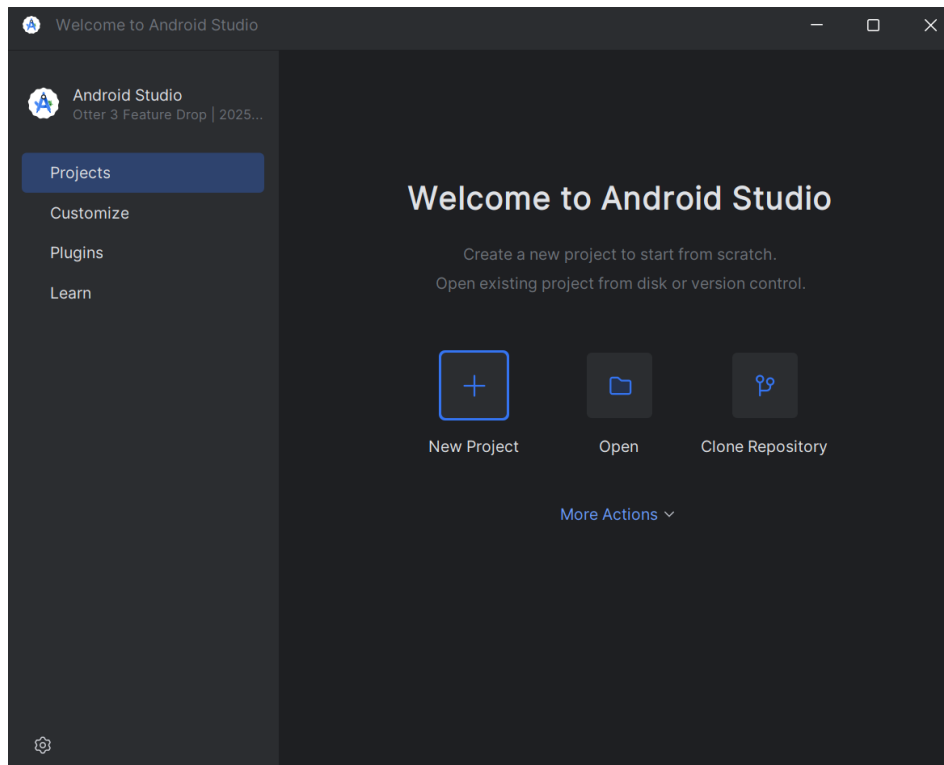 Welcome to Android Studio
Android Studio
Otter 3 Feature Drop | 2025...
Projects
Customize
Plugins
Learn
Welcome to Android Studio
Create a new project to start from scratch.
Open existing project from disk or version control.
New Project
Open
Clone Repository
More Actions